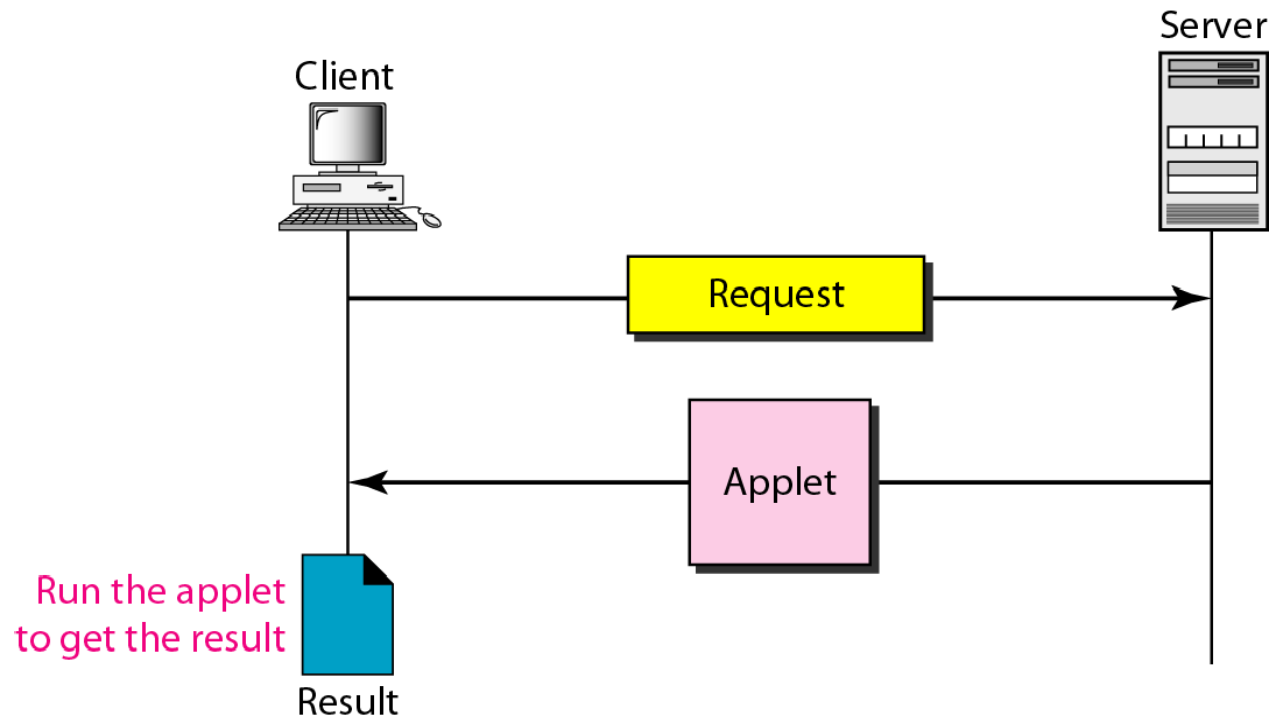 Server
Client
Request
Applet
Run the applet
to get the result
Result